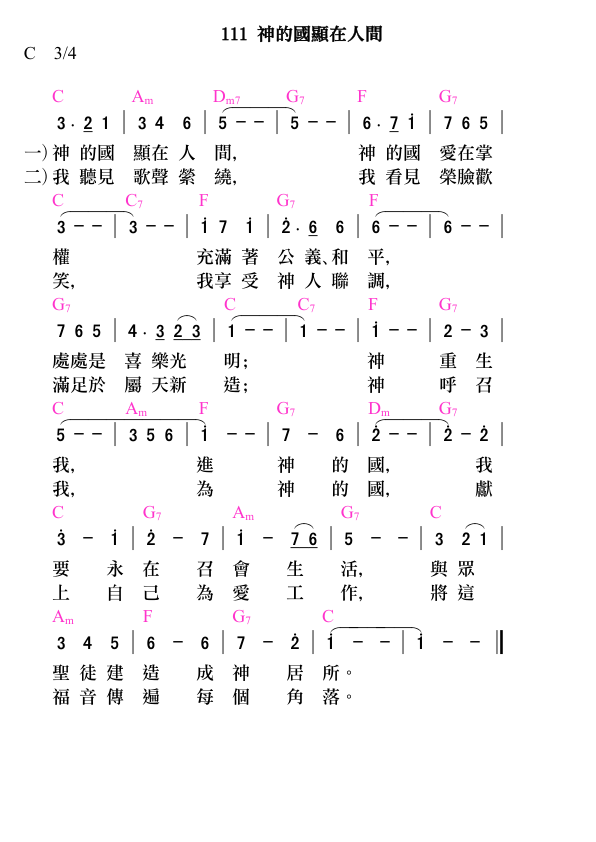 111 神的國顯在人間
C 3/4
C Am Dm7 G7 F G7
3 · 2 1 | 3 4 6 | 5 - - | 5 - - | 6 · 7 i | 7 6 5 |
一) 神 的國 顯在 人 間, 神 的國 愛在掌
二) 我 聽見 歌聲 縈 繞, 我 看見 榮臉歡
C C7 F G7 F
3 - - | 3 - - | i 7 i | 2̇ · 6 6 | 6 - - | 6 - - |
權 充滿 著 公 義、和 平,
笑, 我享 受 神 人 聯 調,
G7 C C7 F G7
7 6 5 | 4 · 3 2 3 | 1 - - | 1 - - | i - - | 2 - 3 |
處處是 喜 樂光 明; 神 重 生
滿足於 屬 天新 造; 神 呼 召
C Am F G7 Dm G7
5 - - | 3 5 6 | i - - | 7 - 6 | 2̇ - - | 2̇ - 2̇ |
我, 進 神 的 國, 我
我, 為 神 的 國, 獻
C G7 Am G7 C
3̇ - i | 2̇ - 7 | i - 7 6 | 5 - - | 3 2 1 |
要 永 在 召 會 生 活, 與 眾
上 自 己 為 愛 工 作, 將 這
Am F G7 C
3 4 5 | 6 - 6 | 7 - 2̇ | i - - | i - - ‖
聖 徒 建 造 成 神 居 所。
福 音 傳 遍 每 個 角 落。